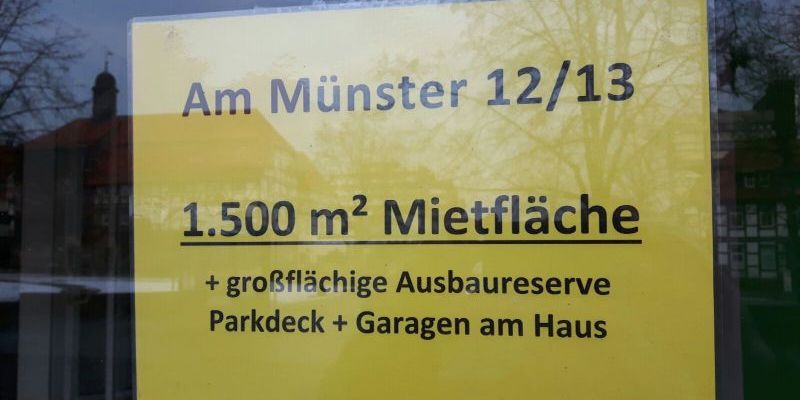 Am Münster 12/13
1.500 m² Mietfläche
+ großflächige Ausbaureserve
Parkdeck + Garagen am Haus